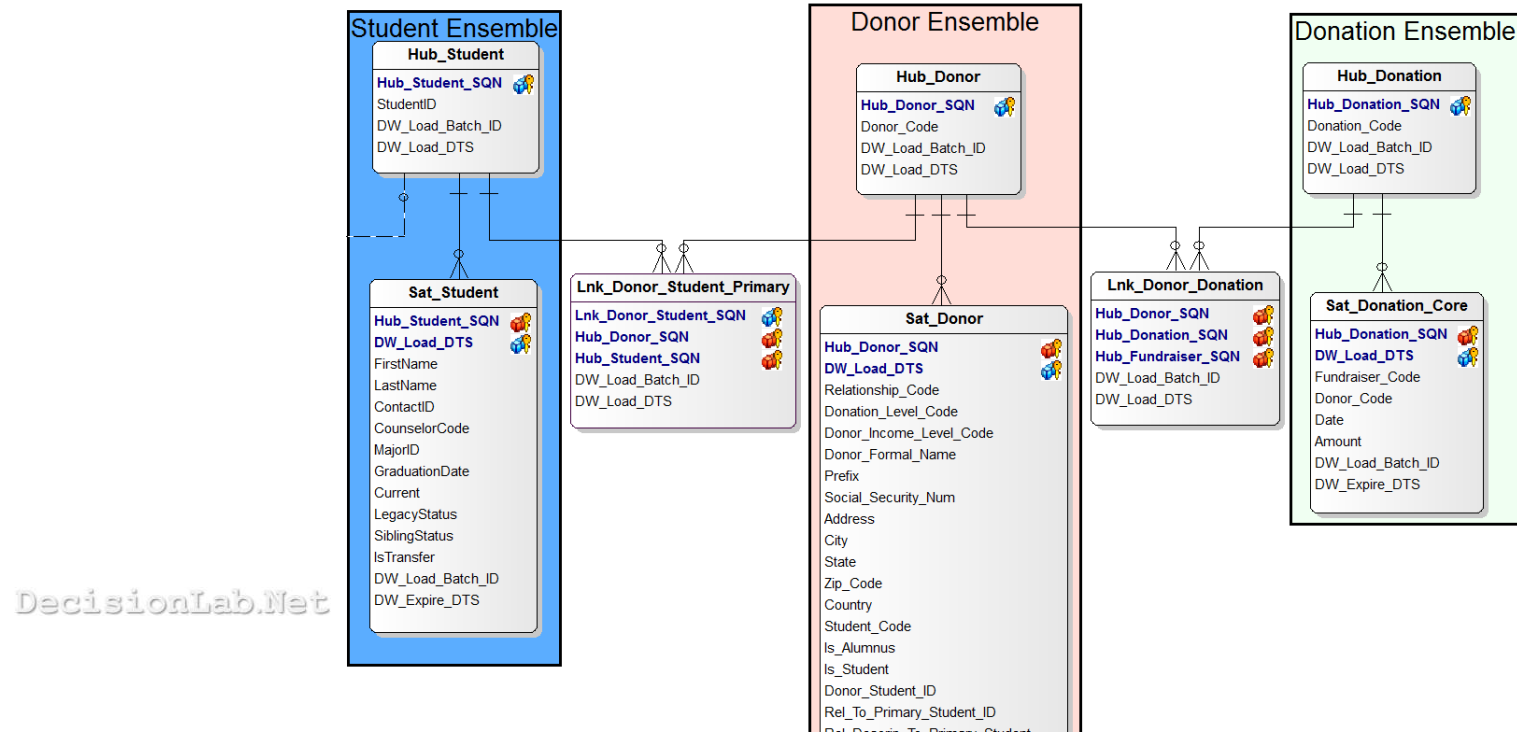 Student Ensemble
Hub_Student
Hub_Student_SQN
StudentID
DW_Load_Batch_ID
DW_Load_DTS
Sat_Student
Hub_Student_SQN
DW_Load_DTS
FirstName
LastName
ContactID
CounselorCode
MajorID
GraduationDate
Current
LegacyStatus
SiblingStatus
IsTransfer
DW_Load_Batch_ID
DW_Expire_DTS
Lnk_Donor_Student_Primary
Lnk_Donor_Student_SQN
Hub_Donor_SQN
Hub_Student_SQN
DW_Load_Batch_ID
DW_Load_DTS
Donor Ensemble
Hub_Donor
Hub_Donor_SQN
Donor_Code
DW_Load_Batch_ID
DW_Load_DTS
Sat_Donor
Hub_Donor_SQN
DW_Load_DTS
Relationship_Code
Donation_Level_Code
Donor_Income_Level_Code
Donor_Formal_Name
Prefix
Social_Security_Num
Address
City
State
Zip_Code
Country
Student_Code
Is_Alumnus
Is_Student
Donor_Student_ID
Rel_To_Primary_Student_ID
Rel_Descrip_To_Primary_Student
Lnk_Donor_Donation
Hub_Donor_SQN
Hub_Donation_SQN
Hub_Fundraiser_SQN
DW_Load_Batch_ID
DW_Load_DTS
Donation Ensemble
Hub_Donation
Hub_Donation_SQN
Donation_Code
DW_Load_Batch_ID
DW_Load_DTS
Sat_Donation_Core
Hub_Donation_SQN
DW_Load_DTS
Fundraiser_Code
Donor_Code
Date
Amount
DW_Load_Batch_ID
DW_Expire_DTS
DecisionLab.Net